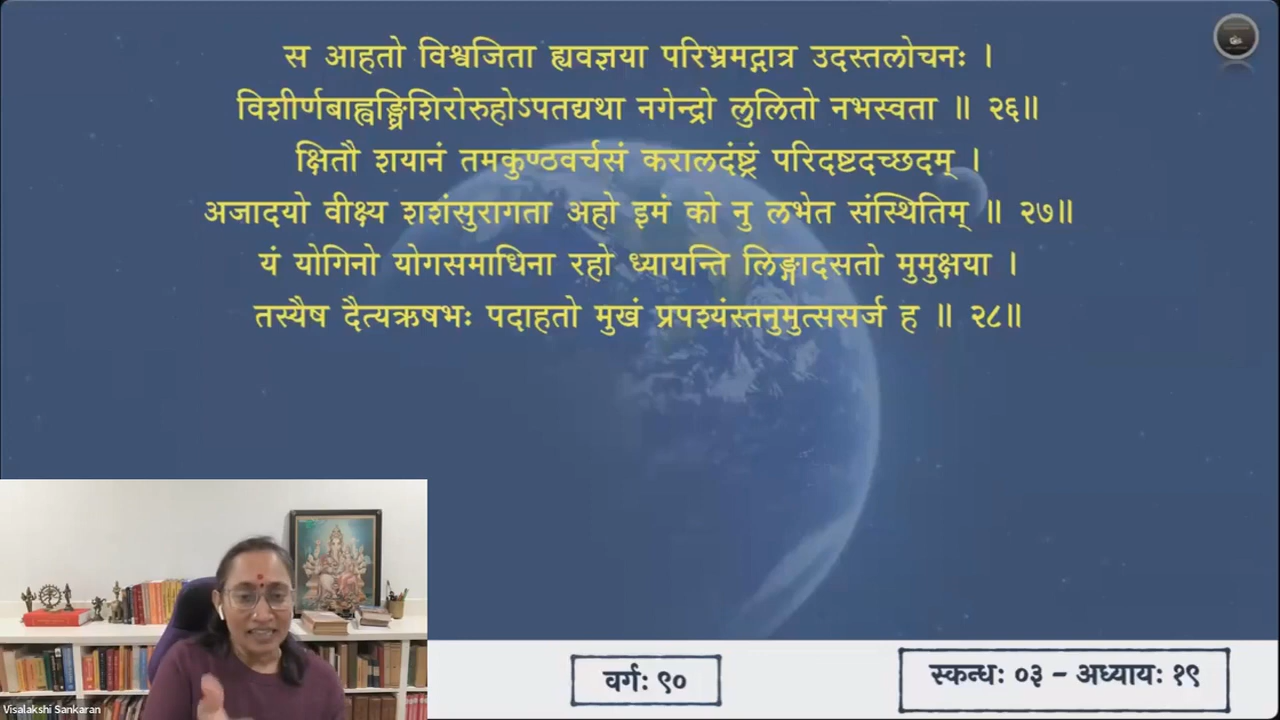 स आहतो विश्वजिता ह्यवज्ञया परिभ्रमद्गात्र उदस्तलोचनः ।
विशीर्णबाह्वङ्घ्रिशिरोरुहोऽपतद्यथा नगेन्द्रो लुलितो नभस्वता ॥ २६॥
क्षितौ शयानं तमकुण्ठवर्चसं करालदंष्ट्रं परिदष्टदच्छदम् ।
अजादयो वीक्ष्य शशंसुरागता अहो इमं को नु लभेत संस्थितिम् ॥ २७॥
यं योगिनो योगसमाधिना रहो ध्यायन्ति लिङ्गादसतो मुमुक्षया ।
तस्यैष दैत्यऋषभः पदाहतो मुखं प्रपश्यंस्तनुमुत्ससर्ज ह ॥ २८॥
वर्गः ९०
स्कन्धः ०३ - अध्यायः १९
Visalakshi Sankaran